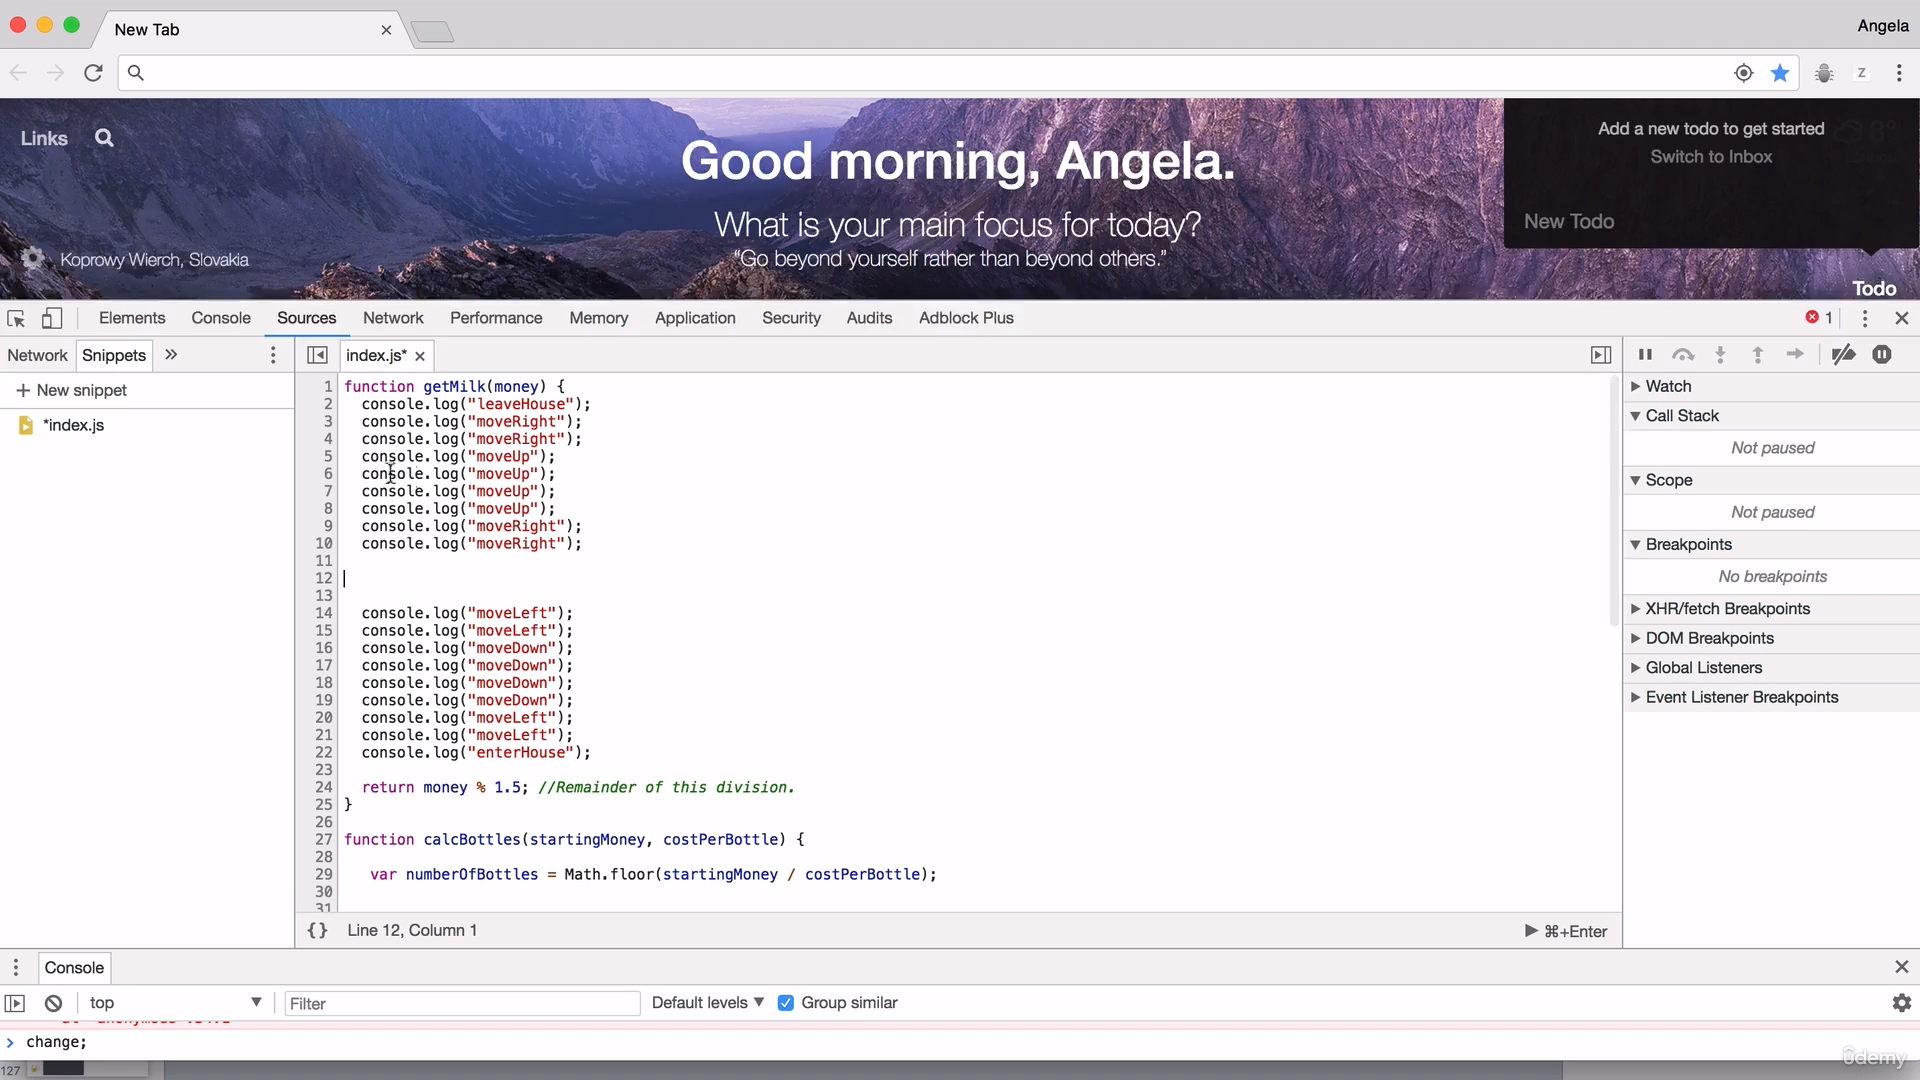 New Tab
Angela
Links
Good morning, Angela.
What is your main focus for today?
“Go beyond yourself rather than beyond others.”
Koprowy Wierch, Slovakia
Add a new todo to get started
Switch to Inbox
New Todo
Todo
Elements Console Sources Network Performance Memory Application Security Audits Adblock Plus
1
Network Snippets »
index.js*
+ New snippet
*index.js
1 function getMilk(money) {
2 console.log("leaveHouse");
3 console.log("moveRight");
4 console.log("moveRight");
5 console.log("moveUp");
6 console.log("moveUp");
7 console.log("moveUp");
8 console.log("moveUp");
9 console.log("moveRight");
10 console.log("moveRight");
11
12
13
14 console.log("moveLeft");
15 console.log("moveLeft");
16 console.log("moveDown");
17 console.log("moveDown");
18 console.log("moveDown");
19 console.log("moveDown");
20 console.log("moveLeft");
21 console.log("moveLeft");
22 console.log("enterHouse");
23
24 return money % 1.5; //Remainder of this division.
25 }
26
27 function calcBottles(startingMoney, costPerBottle) {
28
29 var numberOfBottles = Math.floor(startingMoney / costPerBottle);
30
31
{} Line 12, Column 1
⌘+Enter
Watch
Call Stack
Not paused
Scope
Not paused
Breakpoints
No breakpoints
XHR/fetch Breakpoints
DOM Breakpoints
Global Listeners
Event Listener Breakpoints
Console
top
Filter
Default levels
Group similar
> change;
127
ûdemy